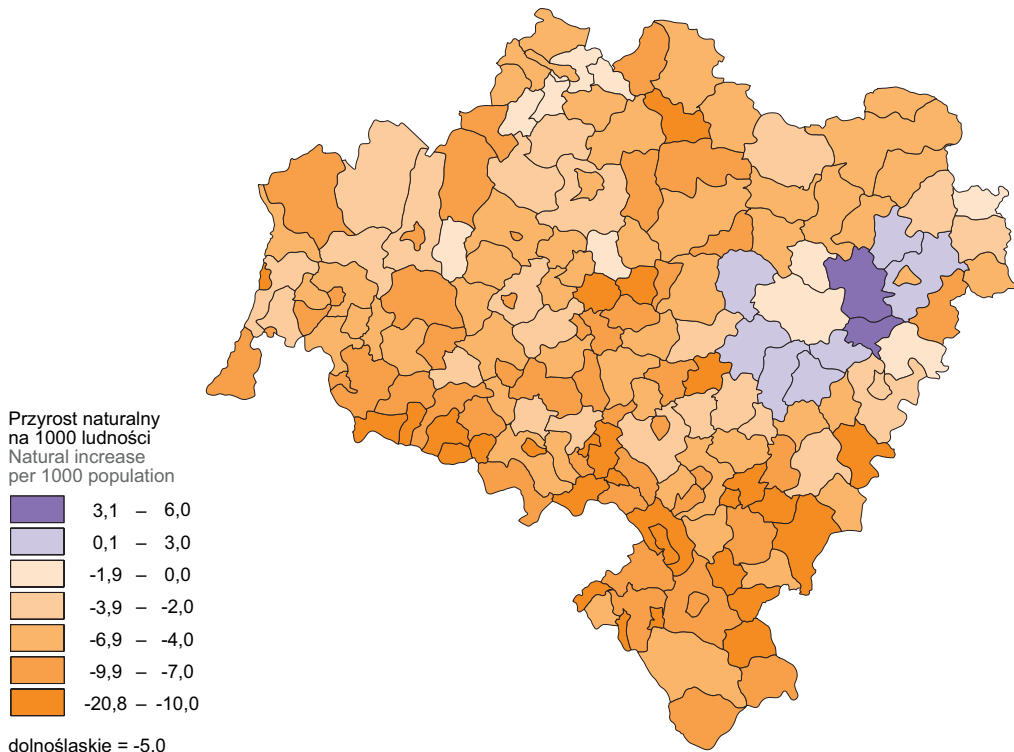 Przyrost naturalny
na 1000 ludności
Natural increase
per 1000 population
3,1 – 6,0
0,1 – 3,0
-1,9 – 0,0
-3,9 – -2,0
-6,9 – -4,0
-9,9 – -7,0
-20,8 – -10,0
dolnośląskie = -5,0